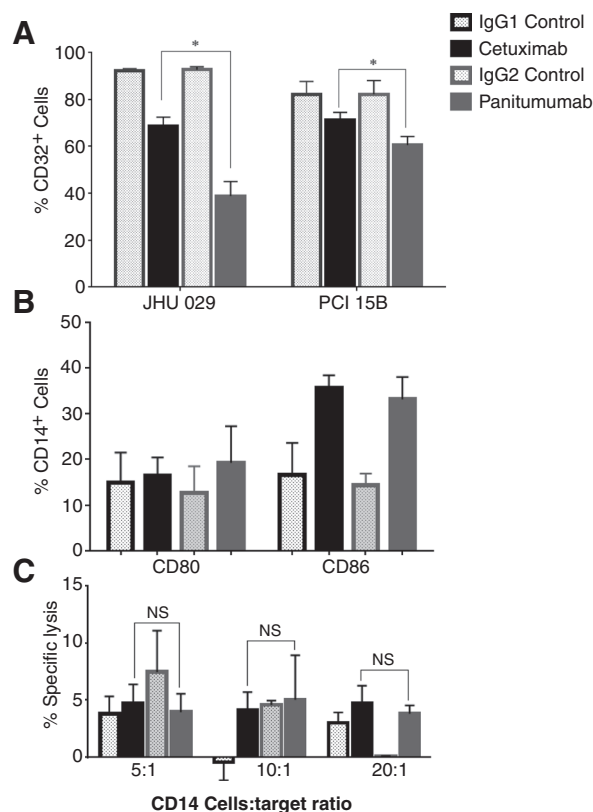 A
IgG1 Control
Cetuximab
IgG2 Control
Panitumumab
% CD32+ Cells
100
80
60
40
20
0
*
*
JHU 029
PCI 15B
B
% CD14+ Cells
50
40
30
20
10
0
CD80
CD86
C
% Specific lysis
15
10
5
0
NS
NS
NS
5:1
10:1
20:1
CD14 Cells:target ratio